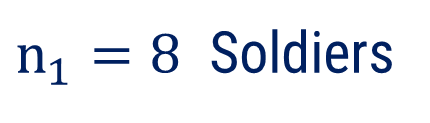 n₁ = 8 Soldiers